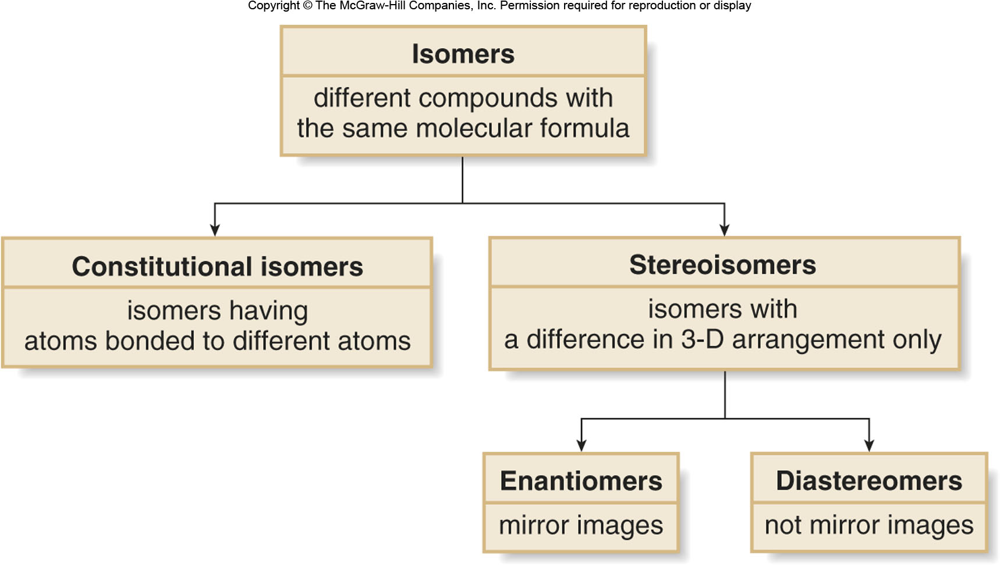 Copyright © The McGraw-Hill Companies, Inc. Permission required for reproduction or display
Isomers
different compounds with
the same molecular formula
Constitutional isomers
isomers having
atoms bonded to different atoms
Stereoisomers
isomers with
a difference in 3-D arrangement only
Enantiomers
mirror images
Diastereomers
not mirror images